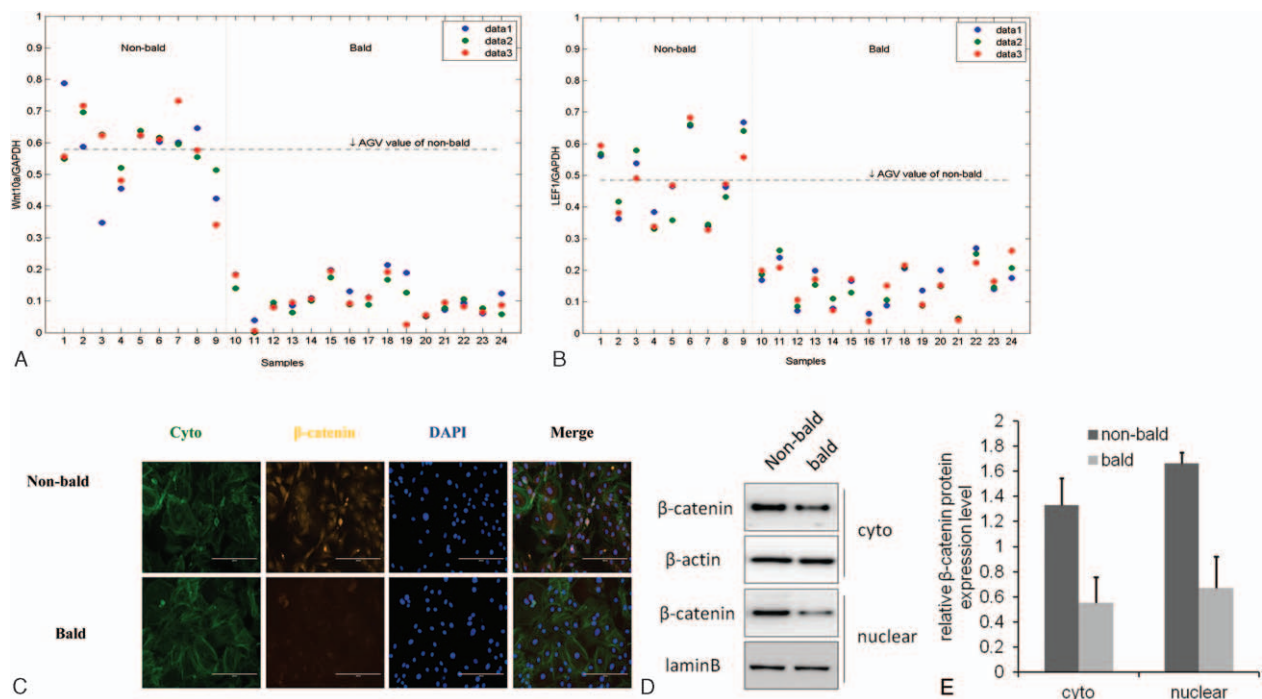 1
0.9
0.8
0.7
0.6
0.5
0.4
0.3
0.2
0.1
0
Wnt10a/GAPDH
Non-bald
Bald
data1
data2
data3
↓ AGV value of non-bald
1 2 3 4 5 6 7 8 9 10 11 12 13 14 15 16 17 18 19 20 21 22 23 24
Samples
A
1
0.9
0.8
0.7
0.6
0.5
0.4
0.3
0.2
0.1
0
LEF1/GAPDH
Non-bald
Bald
data1
data2
data3
↓ AGV value of non-bald
1 2 3 4 5 6 7 8 9 10 11 12 13 14 15 16 17 18 19 20 21 22 23 24
Samples
B
Cyto β-catenin DAPI Merge
Non-bald
Bald
C
Non-bald
bald
β-catenin
β-actin
cyto
β-catenin
laminB
nuclear
D
relative β-catenin protein
expression level
2
1.8
1.6
1.4
1.2
1
0.8
0.6
0.4
0.2
0
non-bald
bald
cyto nuclear
E